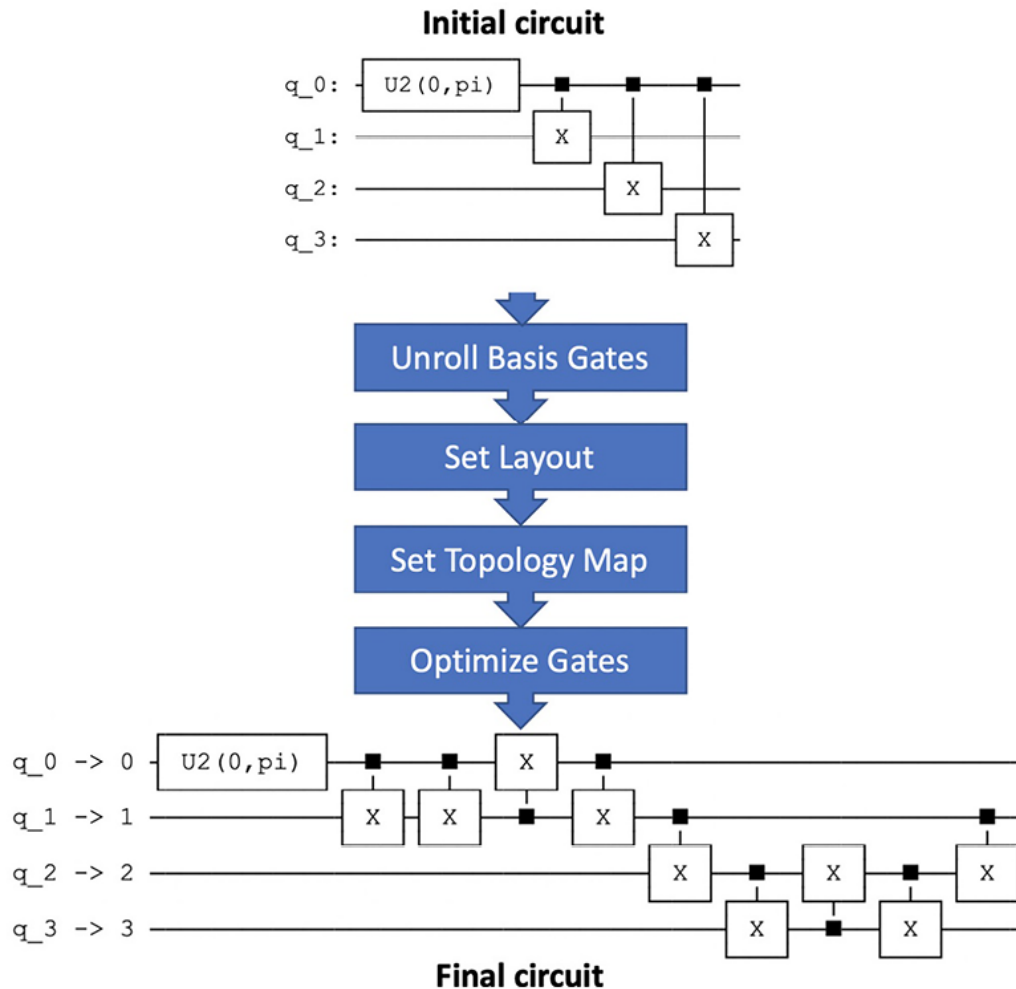 Initial circuit
q_0: U2(0,pi)
q_1: X
q_2: X
q_3: X
Unroll Basis Gates
Set Layout
Set Topology Map
Optimize Gates
q_0 -> 0 U2(0,pi) X
q_1 -> 1 X X X
q_2 -> 2 X X X
q_3 -> 3 X X
Final circuit